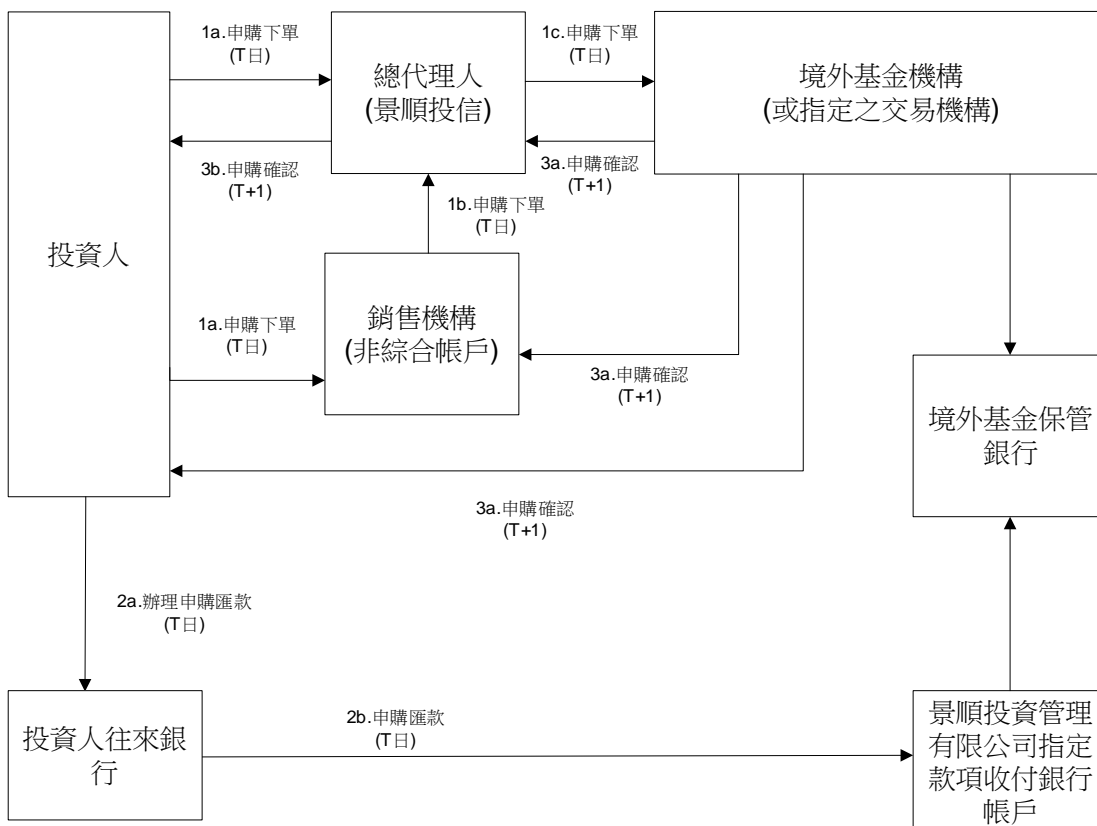 1a.申購下單
(T日)
1c.申購下單
(T日)
總代理人
(景順投信)
境外基金機構
(或指定之交易機構)
3b.申購確認
(T+1)
3a.申購確認
(T+1)
1b.申購下單
(T日)
投資人
1a.申購下單
(T日)
銷售機構
(非綜合帳戶)
3a.申購確認
(T+1)
境外基金保管
銀行
3a.申購確認
(T+1)
2a.辦理申購匯款
(T日)
投資人往來銀
行
2b.申購匯款
(T日)
景順投資管理
有限公司指定
款項收付銀行
帳戶